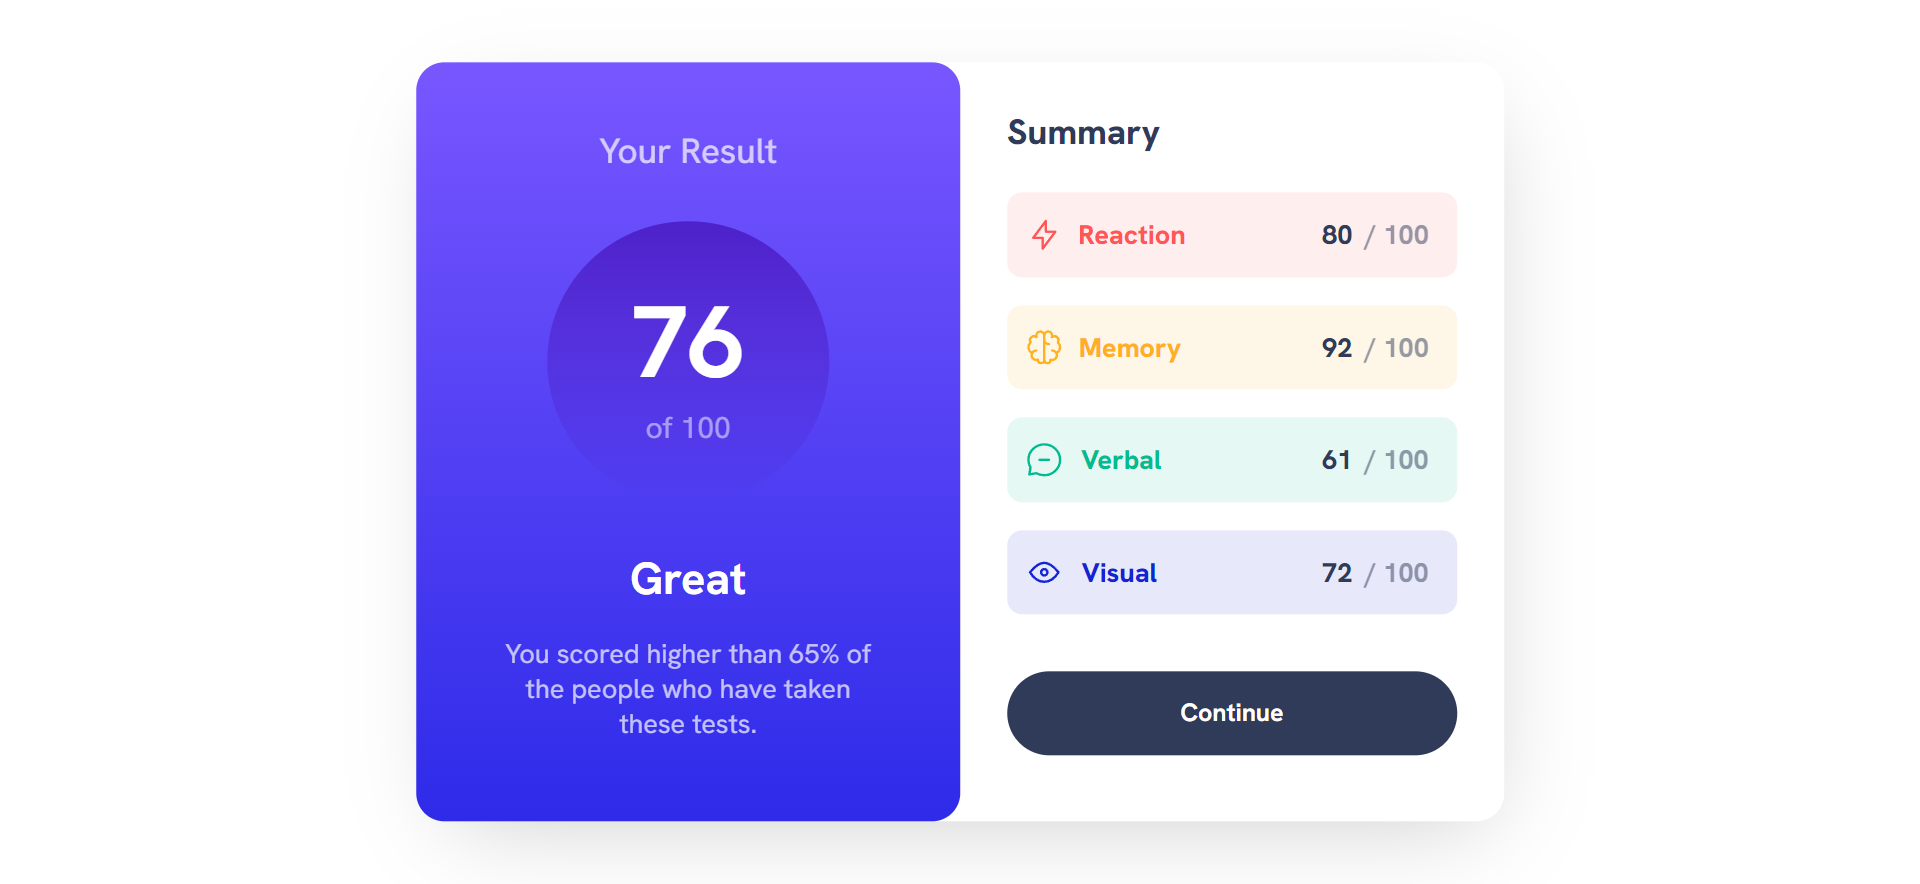 Your Result
76
of 100
Great
You scored higher than 65% of
the people who have taken
these tests.
Summary
Reaction 80 / 100
Memory 92 / 100
Verbal 61 / 100
Visual 72 / 100
Continue